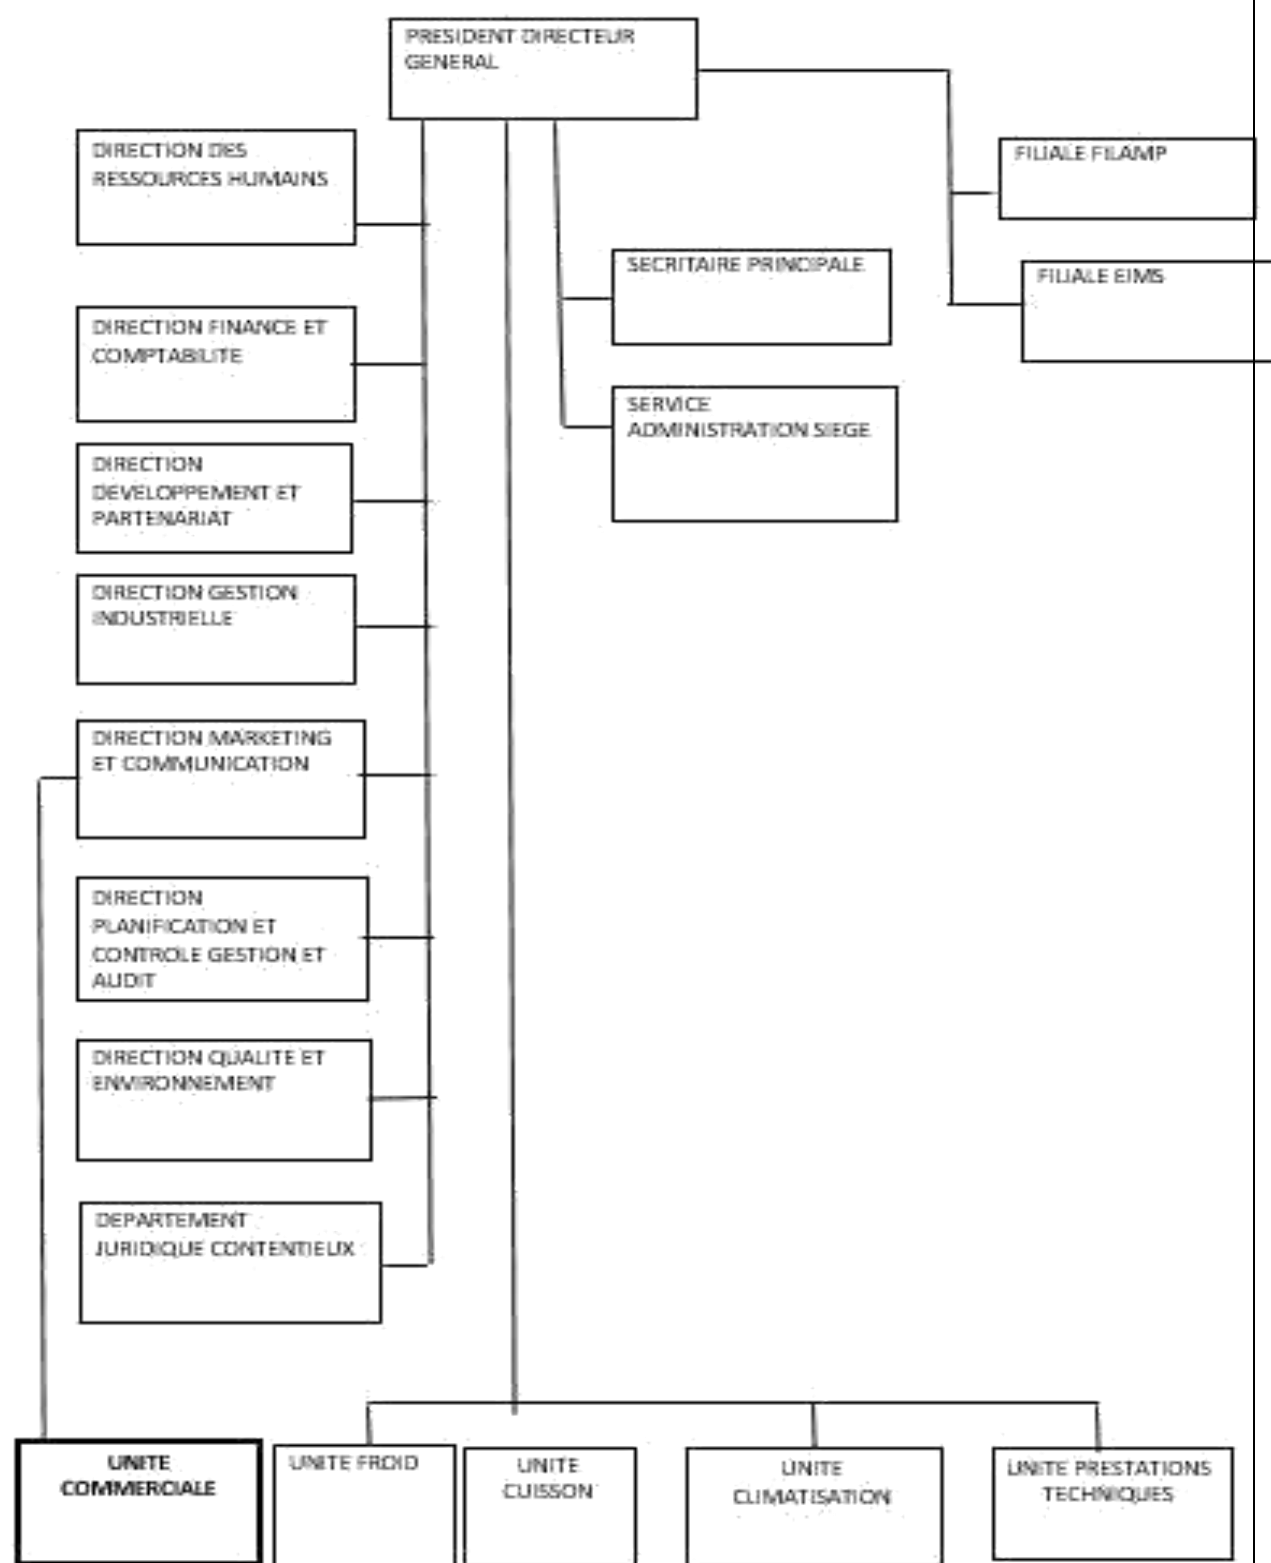 PRESIDENT DIRECTEUR
GENERAL
DIRECTION DES
RESSOURCES HUMAINS
FILIALE FILAMP
SECRITAIRE PRINCIPALE
FILIALE EIMS
DIRECTION FINANCE ET
COMPTABILITE
SERVICE
ADMINISTRATION SIEGE
DIRECTION
DEVELOPPEMENT ET
PARTENARIAT
DIRECTION GESTION
INDUSTRIELLE
DIRECTION MARKETING
ET COMMUNICATION
DIRECTION
PLANIFICATION ET
CONTROLE GESTION ET
AUDIT
DIRECTION QUALITE ET
ENVIRONNEMENT
DEPARTEMENT
JURIDIQUE CONTENTIEUX
UNITE
COMMERCIALE
UNITE FROID
UNITE
CUISSON
UNITE
CLIMATISATION
UNITE PRESTATIONS
TECHNIQUES